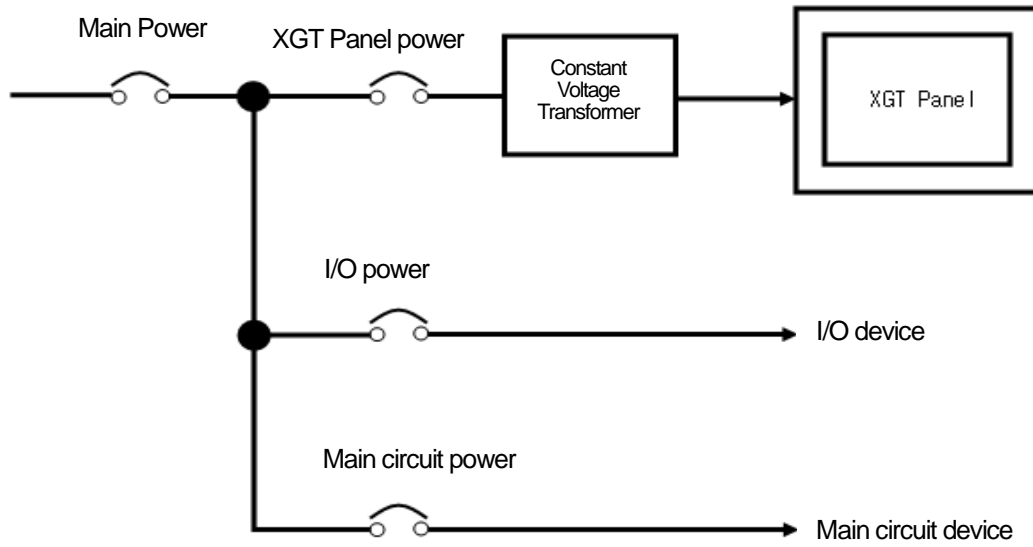 Main Power
XGT Panel power
Constant
Voltage
Transformer
XGT Panel
I/O power
I/O device
Main circuit power
Main circuit device